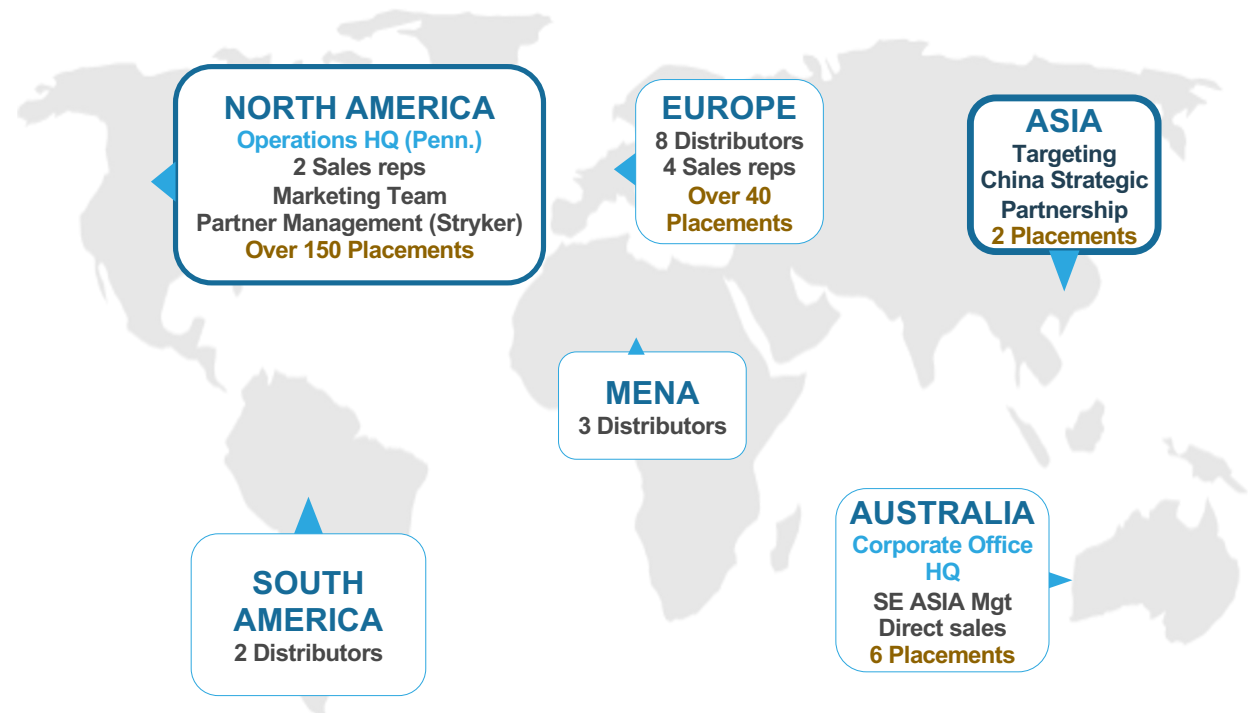 NORTH AMERICA
Operations HQ (Penn.)
2 Sales reps
Marketing Team
Partner Management (Stryker)
Over 150 Placements
EUROPE
8 Distributors
4 Sales reps
Over 40
Placements
ASIA
Targeting
China Strategic
Partnership
2 Placements
MENA
3 Distributors
SOUTH
AMERICA
2 Distributors
AUSTRALIA
Corporate Office
HQ
SE ASIA Mgt
Direct sales
6 Placements